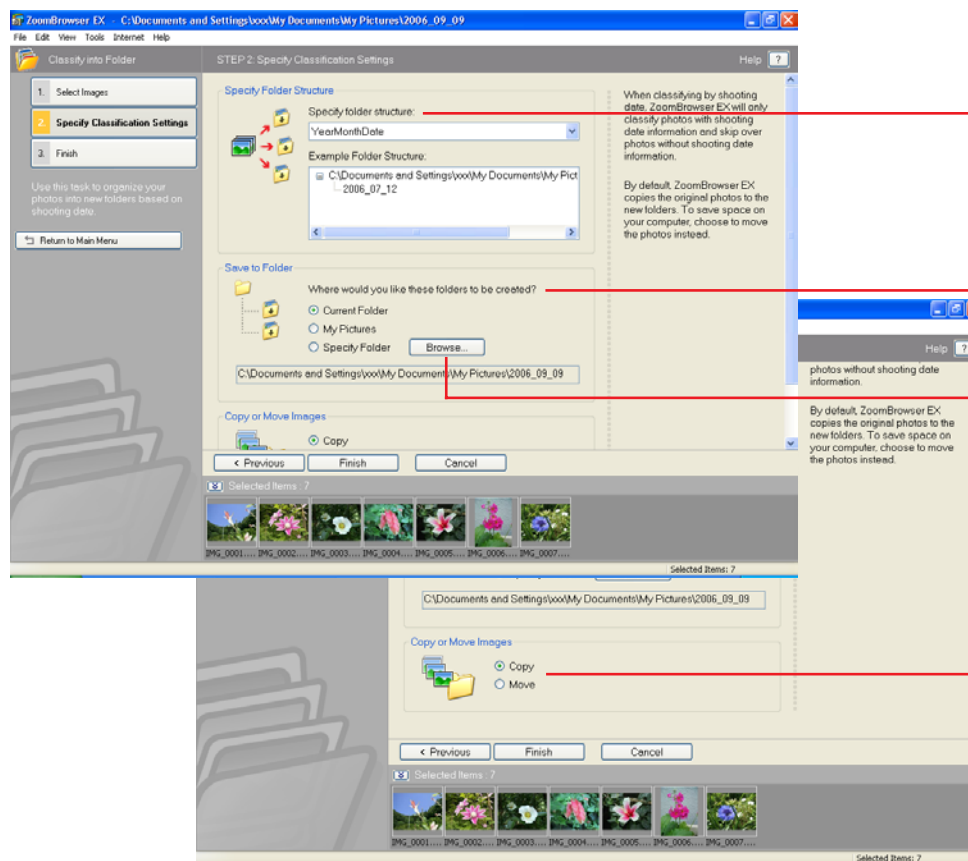 ZoomBrowser EX - C:\Documents and Settings\xxx\My Documents\My Pictures\2006_09_09
File Edit View Tools Internet Help
Classify into Folder
STEP 2: Specify Classification Settings
Help ?
1. Select Images
2. Specify Classification Settings
3. Finish
Use this task to organize your
photos into new folders based on
shooting date.
Return to Main Menu
Specify Folder Structure
Specify folder structure:
YearMonthDate
Example Folder Structure:
C:\Documents and Settings\xxx\My Documents\My Pict
2006_07_12
When classifying by shooting
date, ZoomBrowser EX will only
classify photos with shooting
date information and skip over
photos without shooting date
information.
By default, ZoomBrowser EX
copies the original photos to the
new folders. To save space on
your computer, choose to move
the photos instead.
Save to Folder
Where would you like these folders to be created?
Current Folder
My Pictures
Specify Folder Browse...
C:\Documents and Settings\xxx\My Documents\My Pictures\2006_09_09
Copy or Move Images
Copy
< Previous Finish Cancel
Selected Items : 7
IMG_0001.... IMG_0002.... IMG_0003.... IMG_0004.... IMG_0005.... IMG_0006.... IMG_0007....
Selected Items: 7
Help ?
photos without shooting date
information.
By default, ZoomBrowser EX
copies the original photos to the
new folders. To save space on
your computer, choose to move
the photos instead.
C:\Documents and Settings\xxx\My Documents\My Pictures\2006_09_09
Copy or Move Images
Copy
Move
< Previous Finish Cancel
Selected Items : 7
IMG_0001.... IMG_0002.... IMG_0003.... IMG_0004.... IMG_0005.... IMG_0006.... IMG_0007....
Selected Items: 7